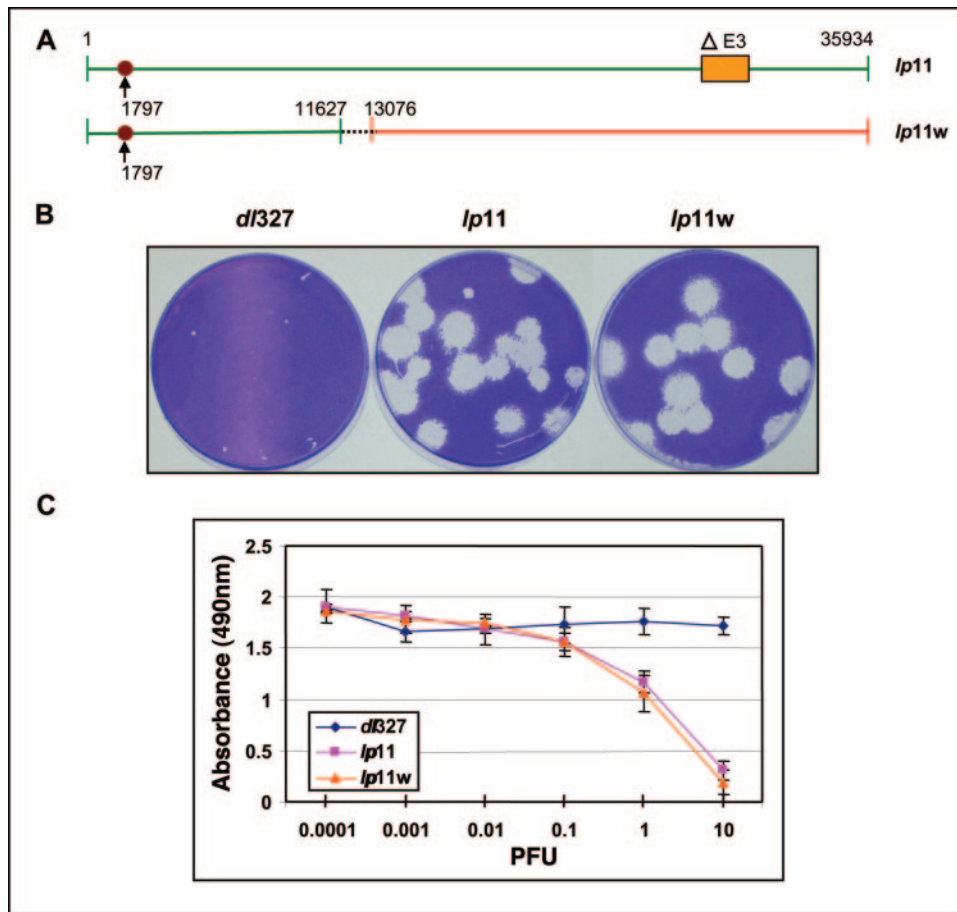 A
1
Δ E3
35934
lp11
1797
11627
13076
lp11w
1797
B
dl327
lp11
lp11w
C
Absorbance (490nm)
2.5
2
1.5
1
0.5
0
dl327
lp11
lp11w
0.0001 0.001 0.01 0.1 1 10
PFU